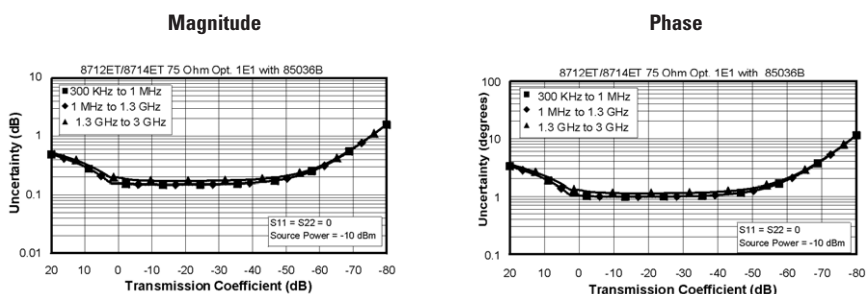 Magnitude
8712ET/8714ET 75 Ohm Opt. 1E1 with 85036B
10
1
0.1
0.01
Uncertainty (dB)
300 KHz to 1 MHz
1 MHz to 1.3 GHz
1.3 GHz to 3 GHz
S11 = S22 = 0
Source Power = -10 dBm
20 10 0 -10 -20 -30 -40 -50 -60 -70 -80
Transmission Coefficient (dB)
Phase
8712ET/8714ET 75 Ohm Opt. 1E1 with 85036B
100
10
1
0.1
Uncertainty (degrees)
300 KHz to 1 MHz
1 MHz to 1.3 GHz
1.3 GHz to 3 GHz
S11 = S22 = 0
Source Power = -10 dBm
20 10 0 -10 -20 -30 -40 -50 -60 -70 -80
Transmission Coefficient (dB)